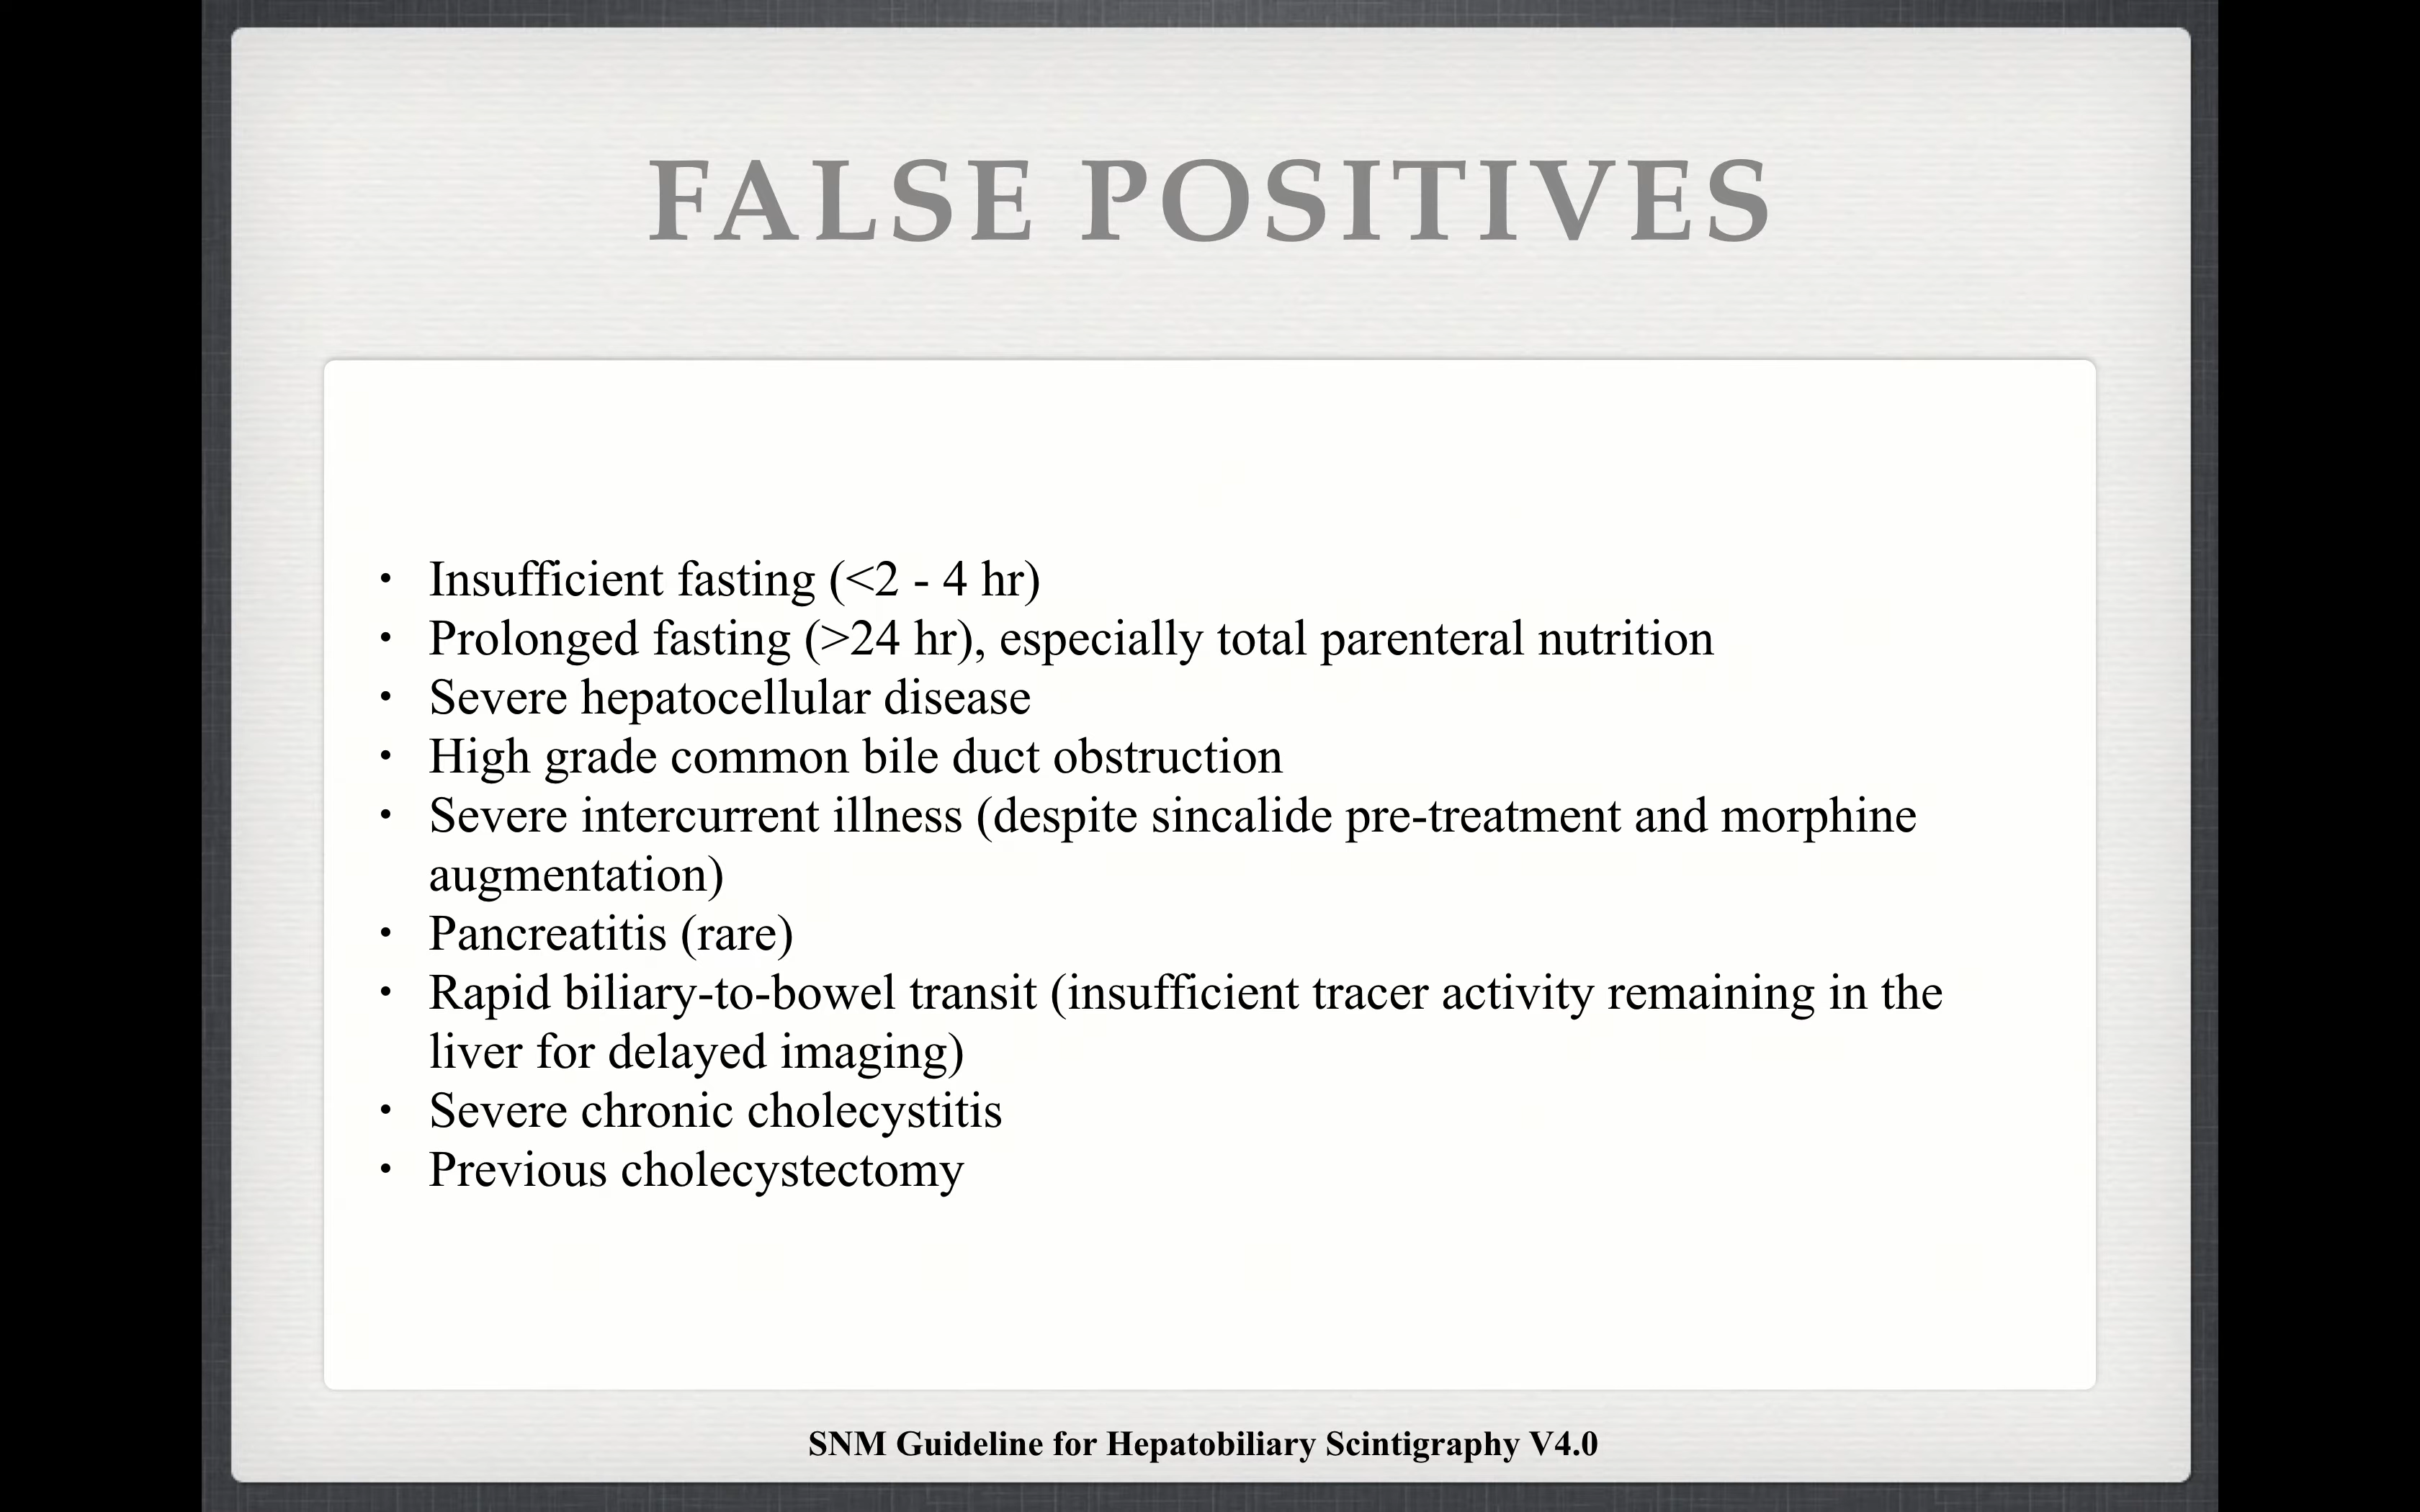 FALSE POSITIVES
• Insufficient fasting (<2 - 4 hr)
• Prolonged fasting (>24 hr), especially total parenteral nutrition
• Severe hepatocellular disease
• High grade common bile duct obstruction
• Severe intercurrent illness (despite sincalide pre-treatment and morphine
augmentation)
• Pancreatitis (rare)
• Rapid biliary-to-bowel transit (insufficient tracer activity remaining in the
liver for delayed imaging)
• Severe chronic cholecystitis
• Previous cholecystectomy
SNM Guideline for Hepatobiliary Scintigraphy V4.0